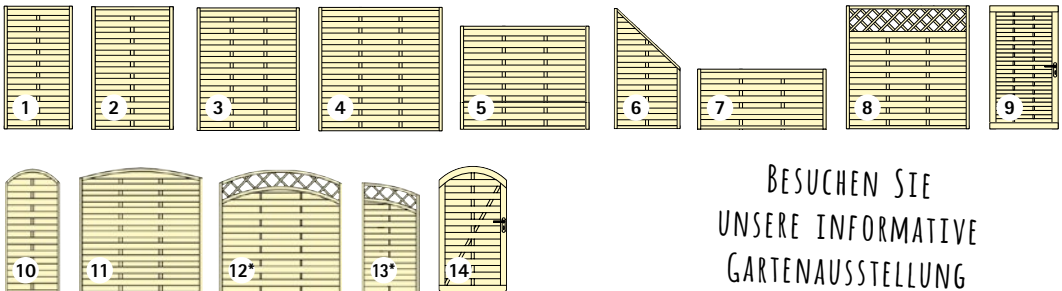 1 2 3 4 5 6 7 8 9
10 11 12* 13* 14
BESUCHEN SIE
UNSERE INFORMATIVE
GARTENAUSSTELLUNG